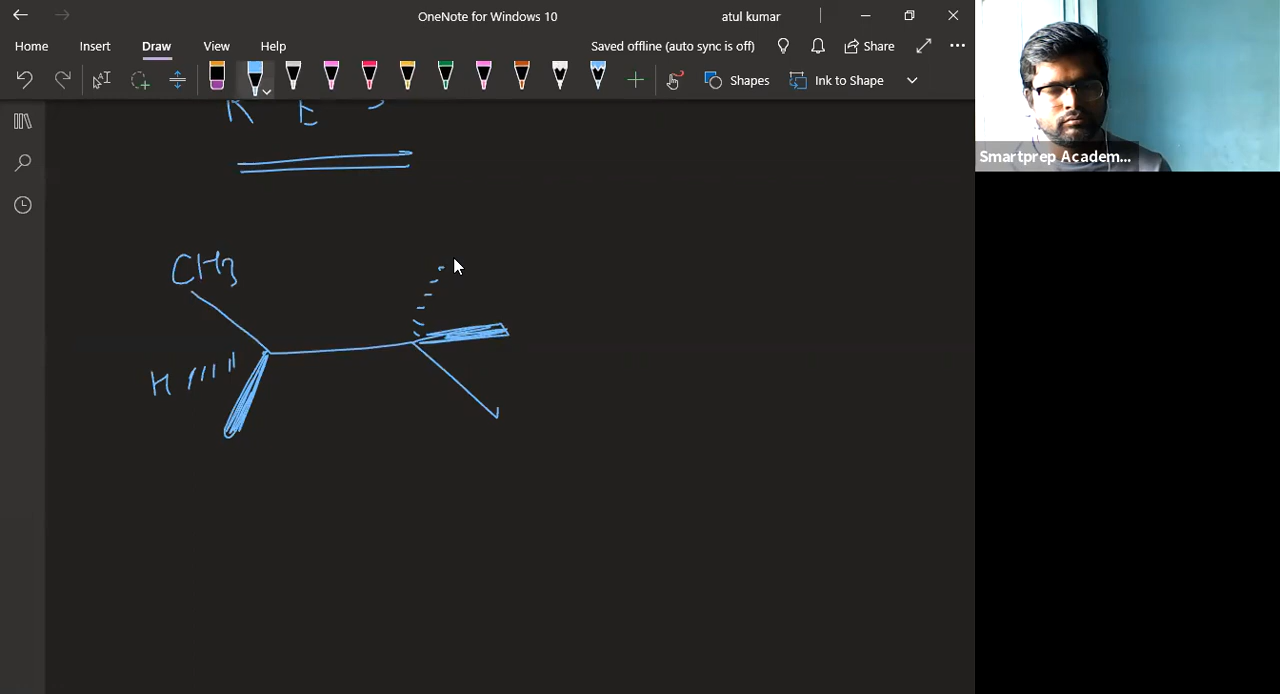 OneNote for Windows 10
atul kumar
Home Insert Draw View Help
Saved offline (auto sync is off)
Share
Shapes
Ink to Shape
Smartprep Academ...
CH3
H